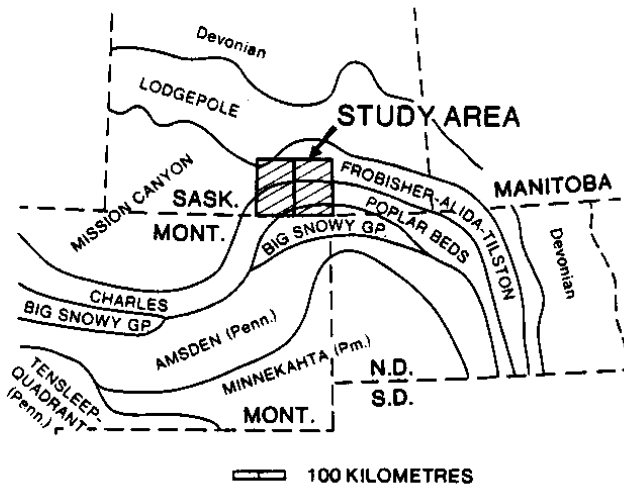 Devonian
LODGEPOLE
STUDY AREA
MISSION CANYON
FROBISHER-ALIDA-TILSTON
SASK.
MANITOBA
MONT.
POPLAR BEDS
BIG SNOWY GP.
Devonian
CHARLES
BIG SNOWY GP.
AMSDEN (Penn.)
MINNEKAHTA (Pm.)
N.D.
S.D.
TENSLEEP-
QUADRANT
(Penn.)
MONT.
100 KILOMETRES